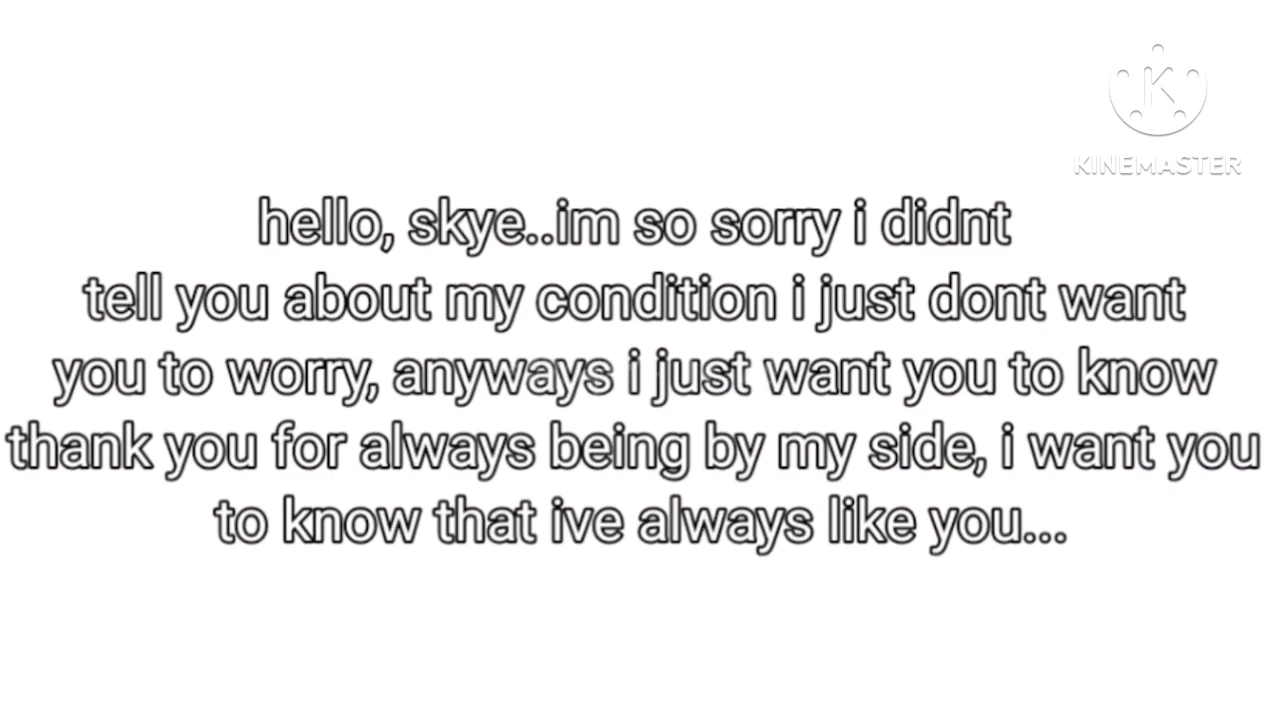 KINEMASTER
hello, skye..im so sorry i didnt
tell you about my condition i just dont want
you to worry, anyways i just want you to know
thank you for always being by my side, i want you
to know that ive always like you...